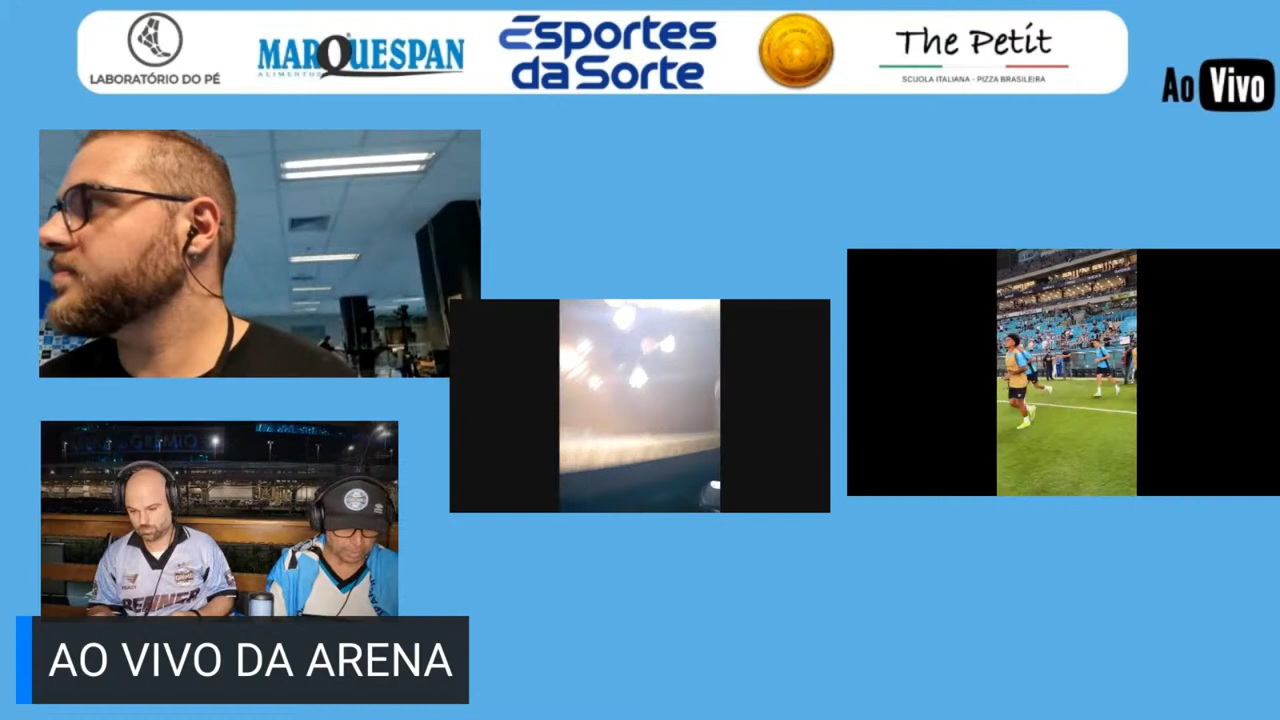 LABORATÓRIO DO PÉ
MARQUESPAN
ALIMENTOS
Esportes
da Sorte
The Petit
SCUOLA ITALIANA - PIZZA BRASILEIRA
Ao Vivo
GRÊMIO
AO VIVO DA ARENA